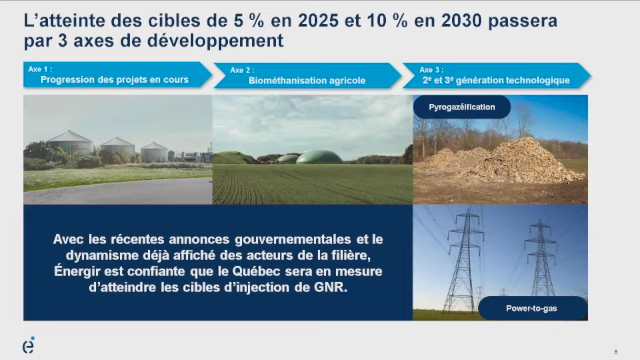 L'atteinte des cibles de 5 % en 2025 et 10 % en 2030 passera
par 3 axes de développement
Axe 1 :
Progression des projets en cours
Axe 2 :
Biométhanisation agricole
Axe 3 :
2e et 3e génération technologique
Pyrogazéification
Avec les récentes annonces gouvernementales et le
dynamisme déjà affiché des acteurs de la filière,
Énergir est confiante que le Québec sera en mesure
d'atteindre les cibles d'injection de GNR.
Power-to-gas
8